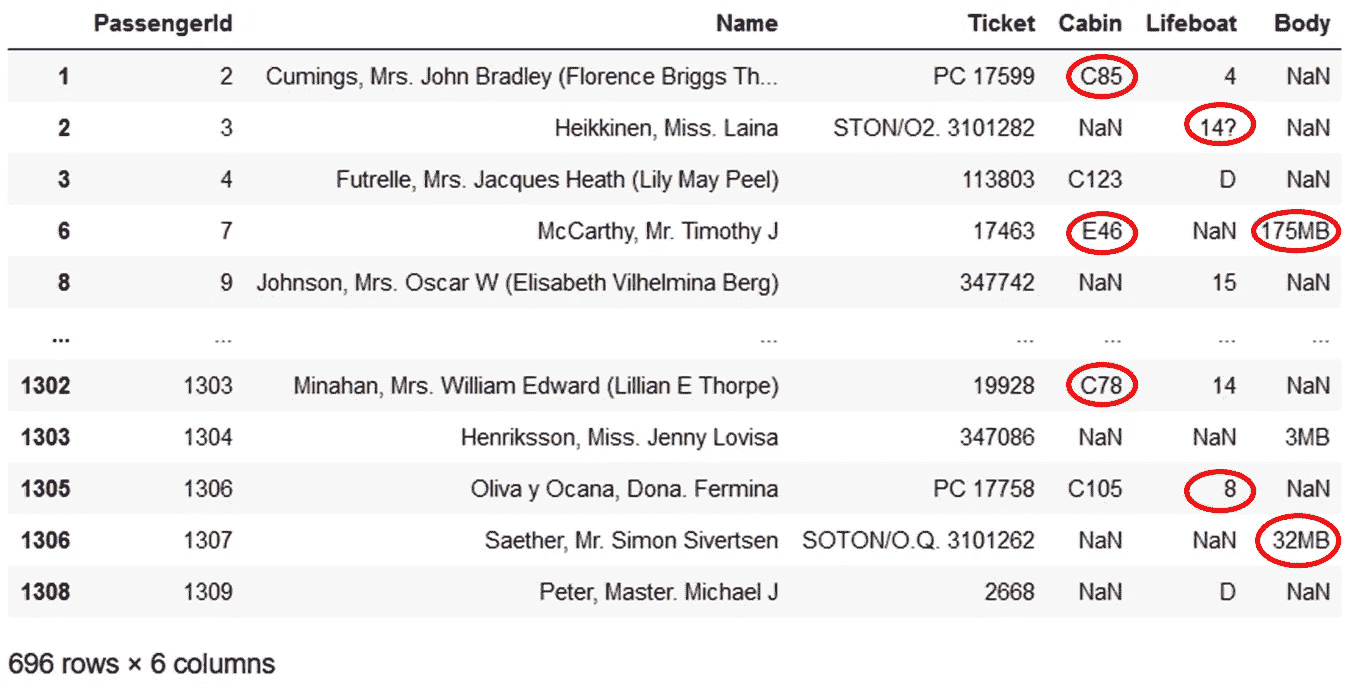 PassengerId Name Ticket Cabin Lifeboat Body
1 2 Cumings, Mrs. John Bradley (Florence Briggs Th... PC 17599 C85 4 NaN
2 3 Heikkinen, Miss. Laina STON/O2. 3101282 NaN 14? NaN
3 4 Futrelle, Mrs. Jacques Heath (Lily May Peel) 113803 C123 D NaN
6 7 McCarthy, Mr. Timothy J 17463 E46 NaN 175MB
8 9 Johnson, Mrs. Oscar W (Elisabeth Vilhelmina Berg) 347742 NaN 15 NaN
... ... ... ... ... ... ...
1302 1303 Minahan, Mrs. William Edward (Lillian E Thorpe) 19928 C78 14 NaN
1303 1304 Henriksson, Miss. Jenny Lovisa 347086 NaN NaN 3MB
1305 1306 Oliva y Ocana, Dona. Fermina PC 17758 C105 8 NaN
1306 1307 Saether, Mr. Simon Sivertsen SOTON/O.Q. 3101262 NaN NaN 32MB
1308 1309 Peter, Master. Michael J 2668 NaN D NaN
696 rows × 6 columns